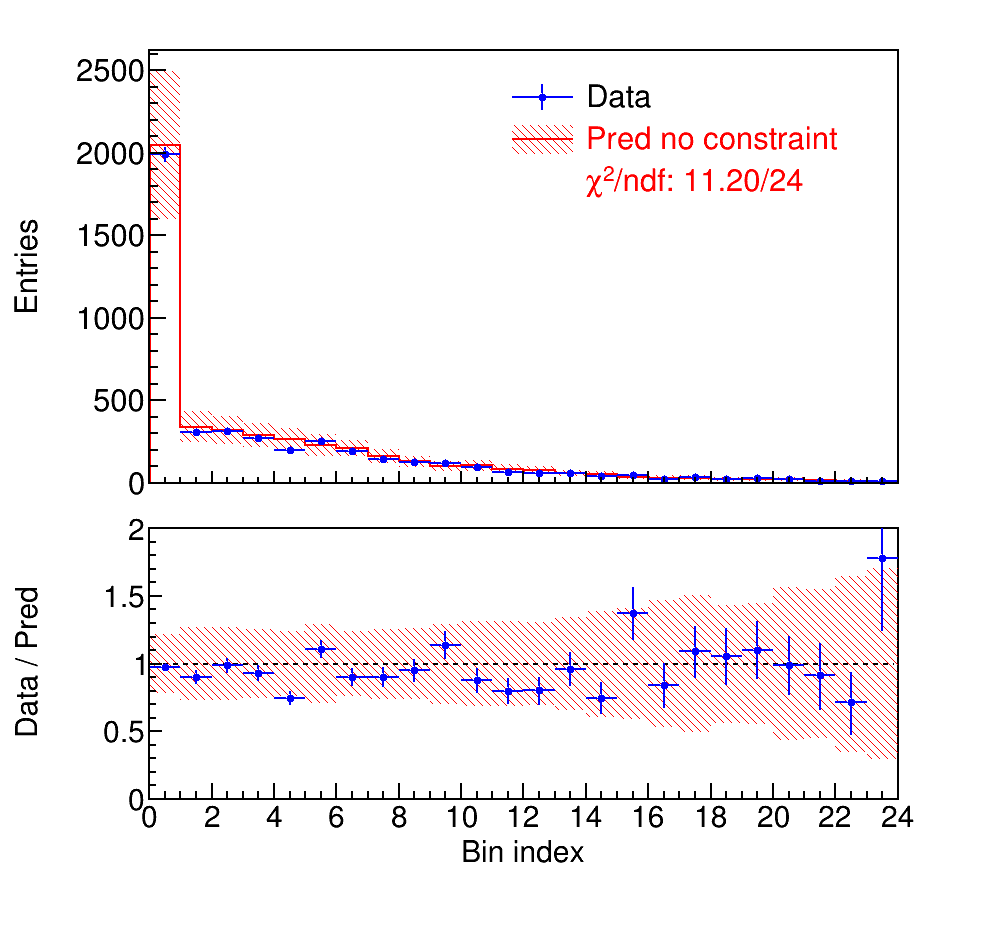 2500
2000
1500
1000
500
0
Entries
Data
Pred no constraint
χ²/ndf: 11.20/24
2
1.5
1
0.5
0
Data / Pred
0 2 4 6 8 10 12 14 16 18 20 22 24
Bin index